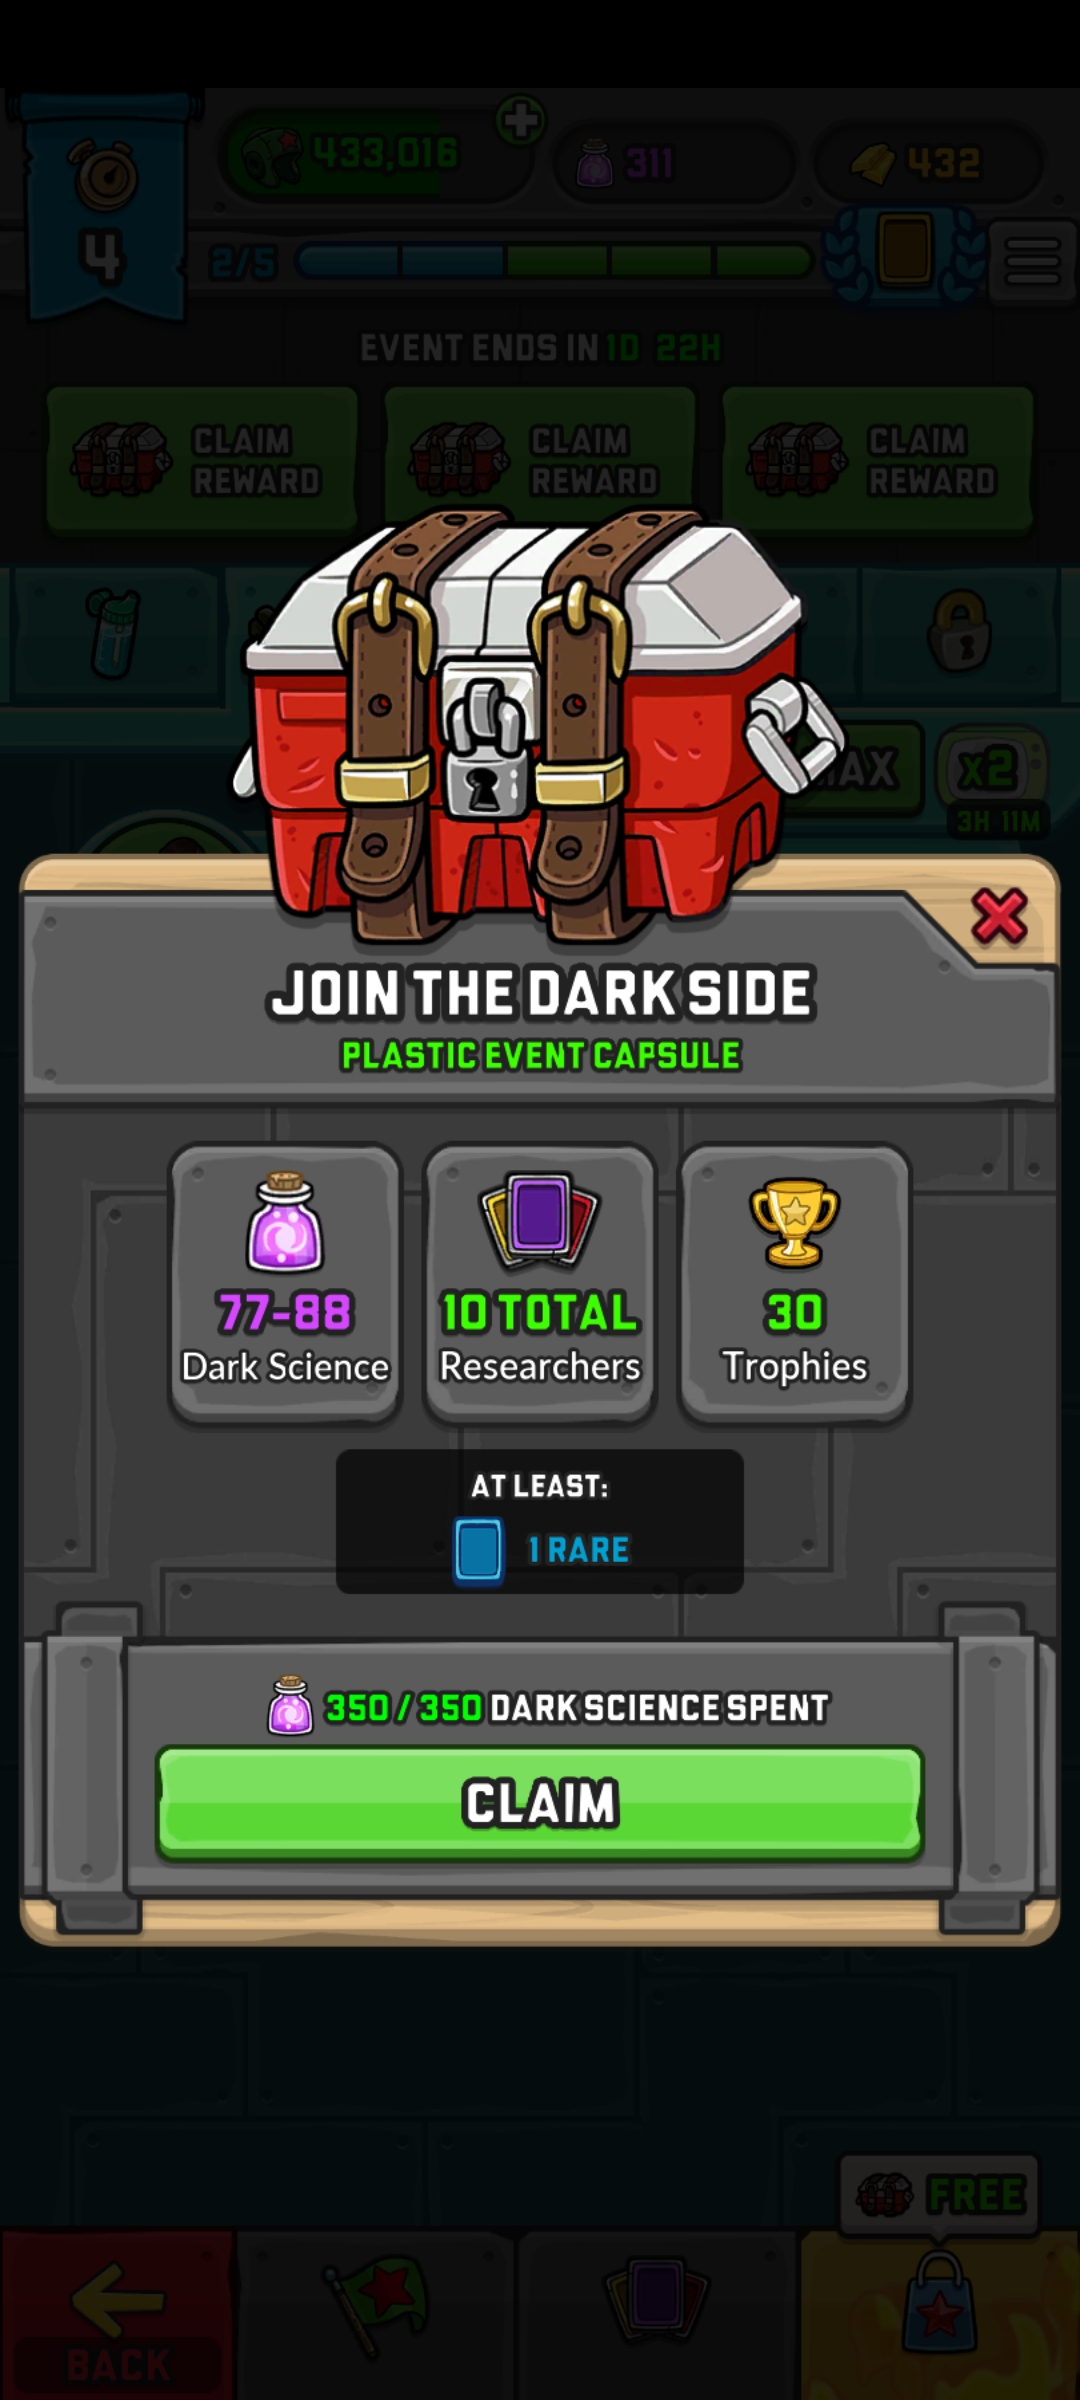 433,016
311
432
4
2/5
EVENT ENDS IN 1D 22H
CLAIM REWARD
CLAIM REWARD
CLAIM REWARD
x2
3H 11M
JOIN THE DARK SIDE
PLASTIC EVENT CAPSULE
77-88
Dark Science
10 TOTAL
Researchers
30
Trophies
AT LEAST:
1 RARE
350 / 350 DARK SCIENCE SPENT
CLAIM
FREE
BACK